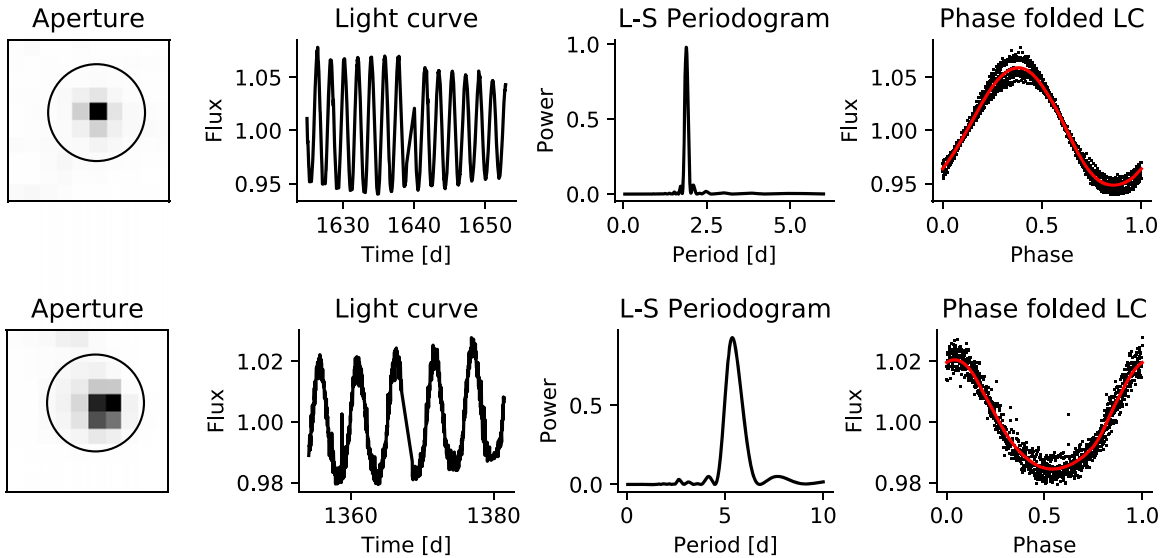 Aperture Light curve L-S Periodogram Phase folded LC
Flux 1.05 1.00 0.95
1630 1640 1650
Time [d]
Power 1.0 0.5 0.0
0.0 2.5 5.0
Period [d]
Flux 1.05 1.00 0.95
0.0 0.5 1.0
Phase
Aperture Light curve L-S Periodogram Phase folded LC
Flux 1.02 1.00 0.98
1360 1380
Time [d]
Power 0.5 0.0
0 5 10
Period [d]
Flux 1.02 1.00 0.98
0.0 0.5 1.0
Phase